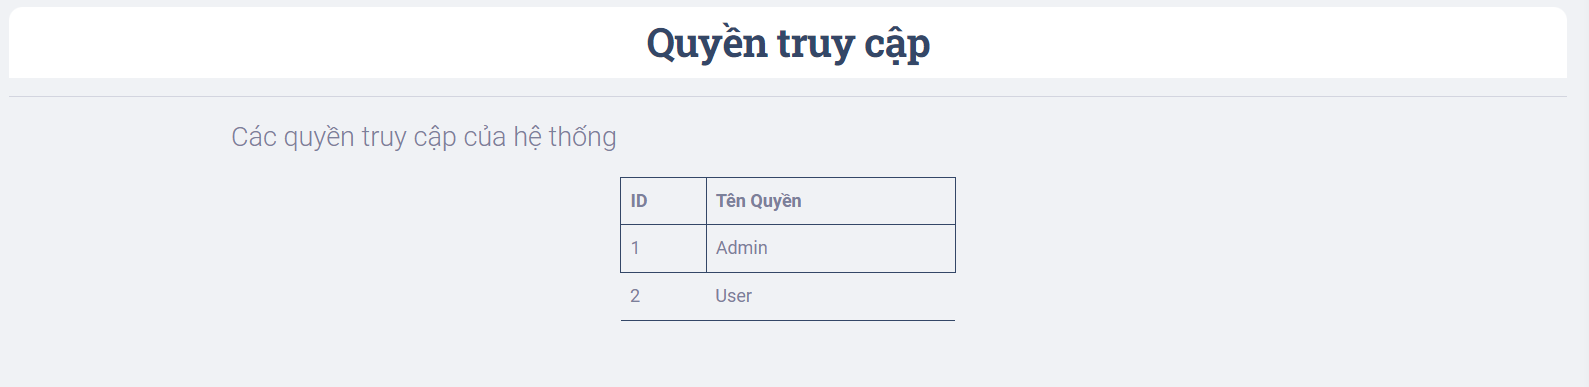 Quyền truy cập
Các quyền truy cập của hệ thống
ID Tên Quyền
1 Admin
2 User